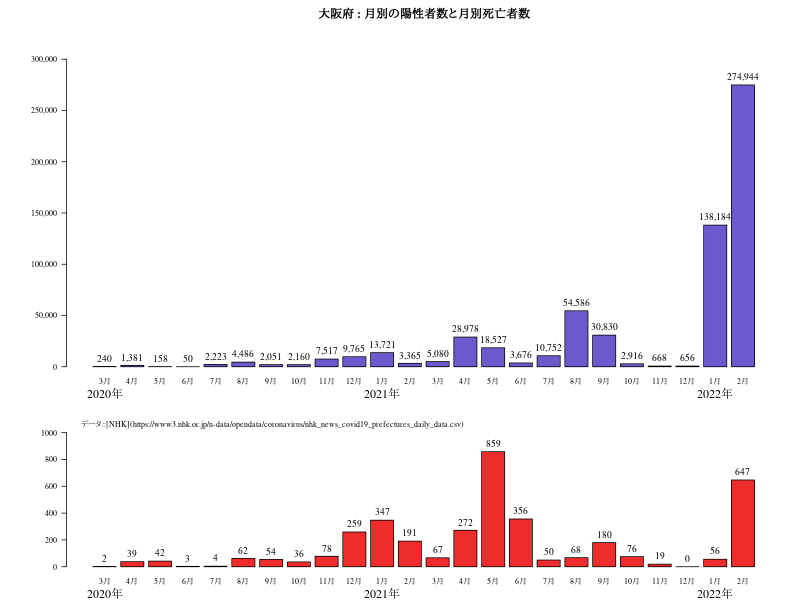 大阪府 : 月別の陽性者数と月別死亡者数
300,000
250,000
200,000
150,000
100,000
50,000
0
240 1,381 158 50 2,223 4,486 2,051 2,160 7,517 9,765 13,721 3,365 5,080 28,978 18,527 3,676 10,752 54,586 30,830 2,916 668 656 138,184 274,944
3月 4月 5月 6月 7月 8月 9月 10月 11月 12月 1月 2月 3月 4月 5月 6月 7月 8月 9月 10月 11月 12月 1月 2月
2020年 2021年 2022年
データ : [NHK](https://www3.nhk.or.jp/n-data/opendata/coronavirus/nhk_news_covid19_prefectures_daily_data.csv)
1000
800
600
400
200
0
2 39 42 3 4 62 54 36 78 259 347 191 67 272 859 356 50 68 180 76 19 0 56 647
3月 4月 5月 6月 7月 8月 9月 10月 11月 12月 1月 2月 3月 4月 5月 6月 7月 8月 9月 10月 11月 12月 1月 2月
2020年 2021年 2022年